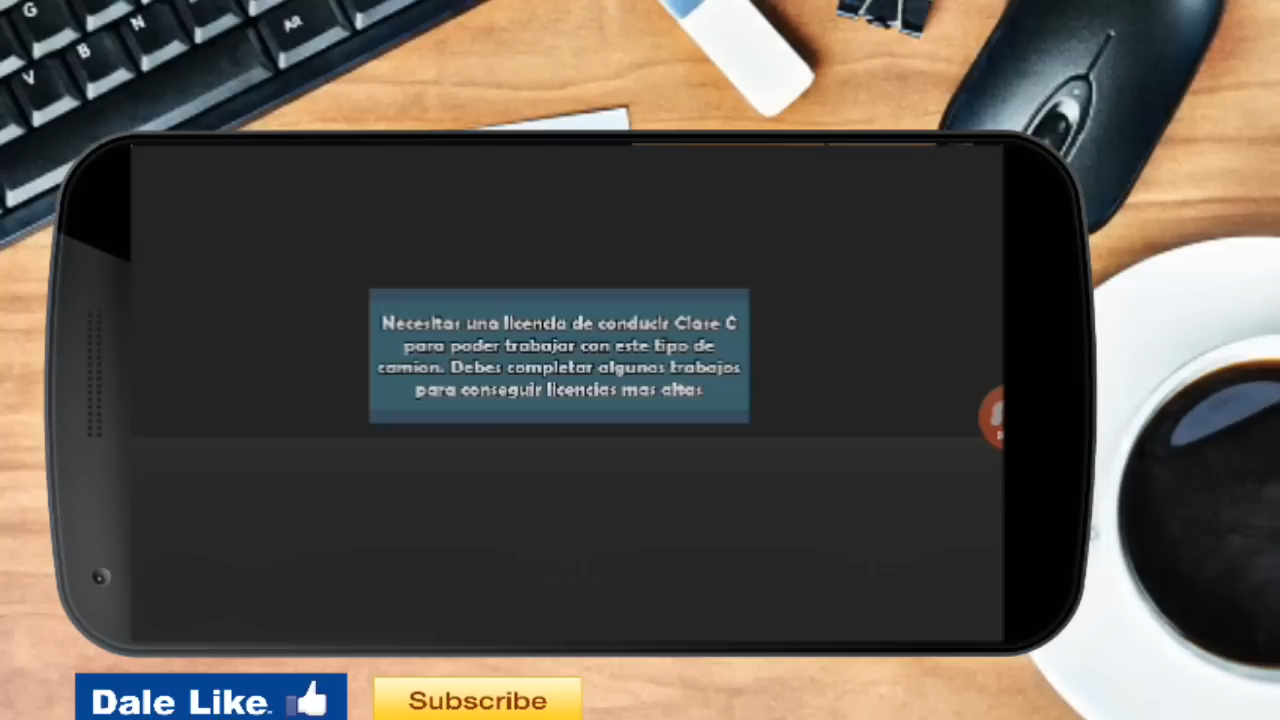 G
N
AR
B
V
Necesitas una licencia de conducir Clase C
para poder trabajar con este tipo de
camion. Debes completar algunos trabajos
para conseguir licencias mas altas
Dale Like.
Subscribe